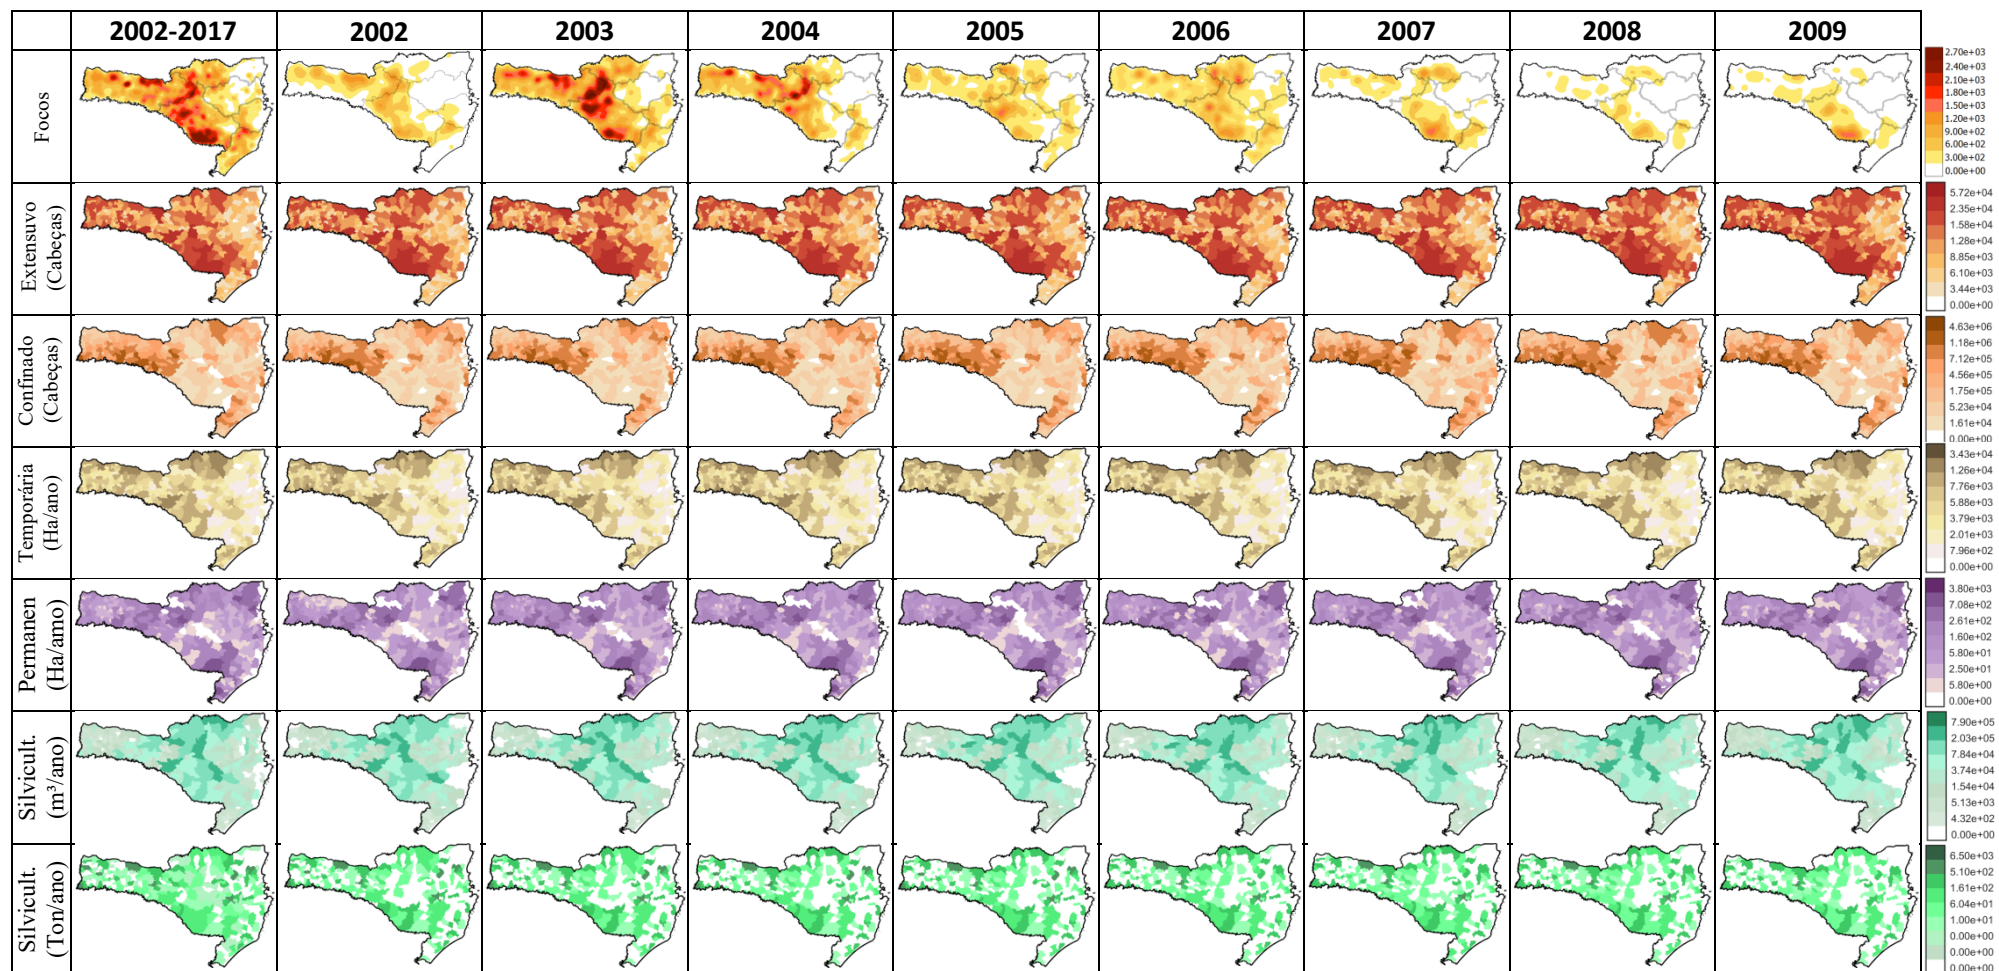 2002-2017 2002 2003 2004 2005 2006 2007 2008 2009
Focos
2.70e+03
2.40e+03
2.10e+03
1.80e+03
1.50e+03
1.20e+03
9.00e+02
6.00e+02
3.00e+02
0.00e+00
Extensuvo
(Cabeças)
5.72e+04
2.35e+04
1.58e+04
1.28e+04
8.85e+03
6.10e+03
3.44e+03
0.00e+00
Confinado
(Cabeças)
4.63e+06
1.18e+06
7.12e+05
4.56e+05
1.75e+05
5.23e+04
1.61e+04
0.00e+00
Temporária
(Ha/ano)
3.43e+04
1.26e+04
7.76e+03
5.88e+03
3.79e+03
2.01e+03
7.96e+02
0.00e+00
Permanen
(Ha/amo)
3.80e+03
7.08e+02
2.61e+02
1.60e+02
5.80e+01
2.50e+01
5.80e+00
0.00e+00
Silvicult.
(m³/ano)
7.90e+05
2.03e+05
7.84e+04
3.74e+04
1.54e+04
5.13e+03
4.32e+02
0.00e+00
Silvicult.
(Ton/ano)
6.50e+03
5.10e+02
1.61e+02
6.04e+01
1.00e+01
0.00e+00
0.00e+00
0.00e+00